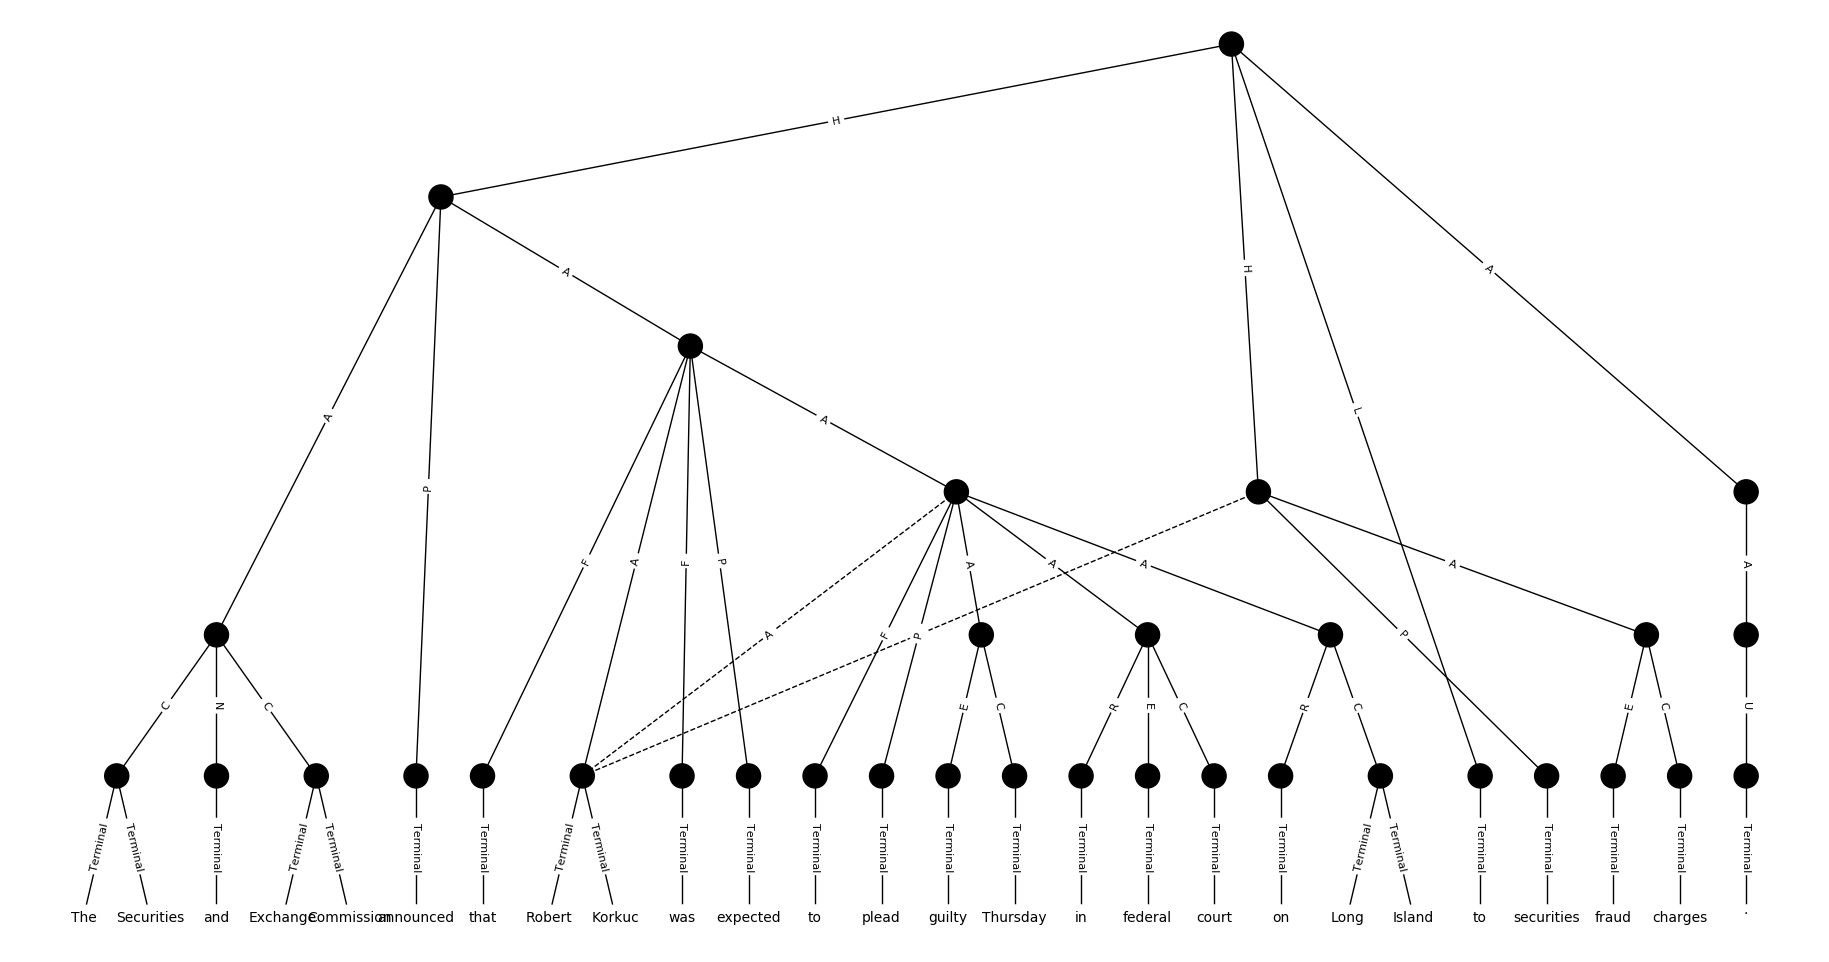 H
H
A
A
L
A
A
P
A
F
A
F
P
A
A
A
A
A
A
F
P
P
C
N
C
E
C
R
E
C
R
C
E
C
U
Terminal Terminal Terminal Terminal Terminal Terminal Terminal Terminal Terminal Terminal Terminal Terminal Terminal Terminal Terminal Terminal Terminal Terminal Terminal Terminal Terminal Terminal Terminal Terminal Terminal Terminal
The Securities and Exchange Commission announced that Robert Korkuc was expected to plead guilty Thursday in federal court on Long Island to securities fraud charges .